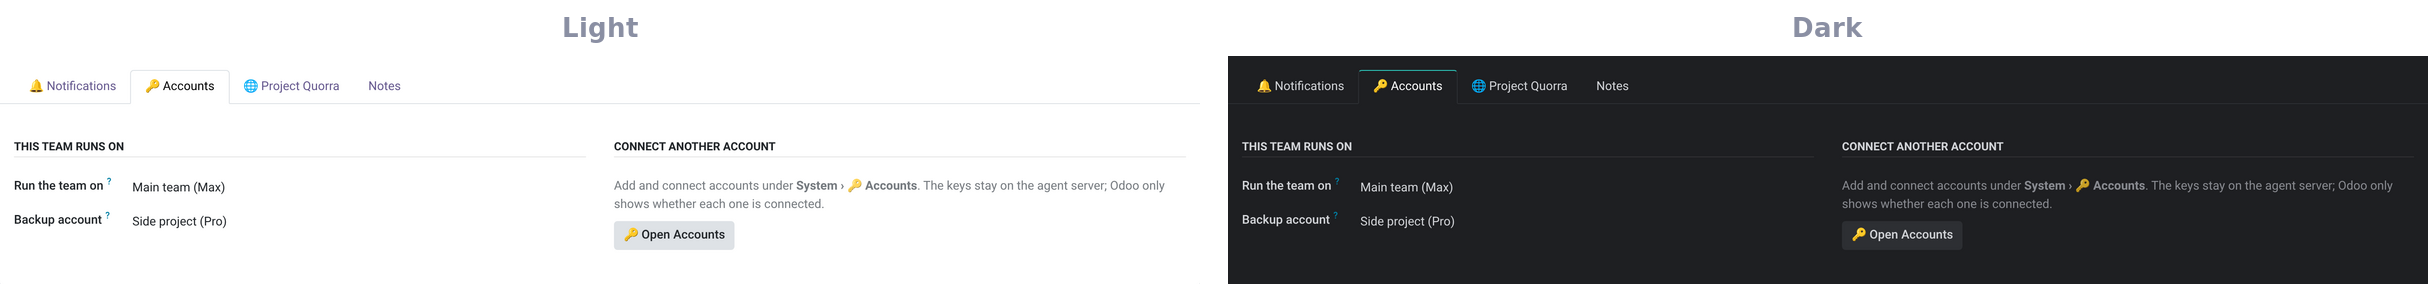 Light
🔔 Notifications 🔑 Accounts 🌐 Project Quorra Notes
THIS TEAM RUNS ON
Run the team on ? Main team (Max)
Backup account ? Side project (Pro)
CONNECT ANOTHER ACCOUNT
Add and connect accounts under System › 🔑 Accounts. The keys stay on the agent server; Odoo only
shows whether each one is connected.
🔑 Open Accounts
Dark
🔔 Notifications 🔑 Accounts 🌐 Project Quorra Notes
THIS TEAM RUNS ON
Run the team on ? Main team (Max)
Backup account ? Side project (Pro)
CONNECT ANOTHER ACCOUNT
Add and connect accounts under System › 🔑 Accounts. The keys stay on the agent server; Odoo only
shows whether each one is connected.
🔑 Open Accounts